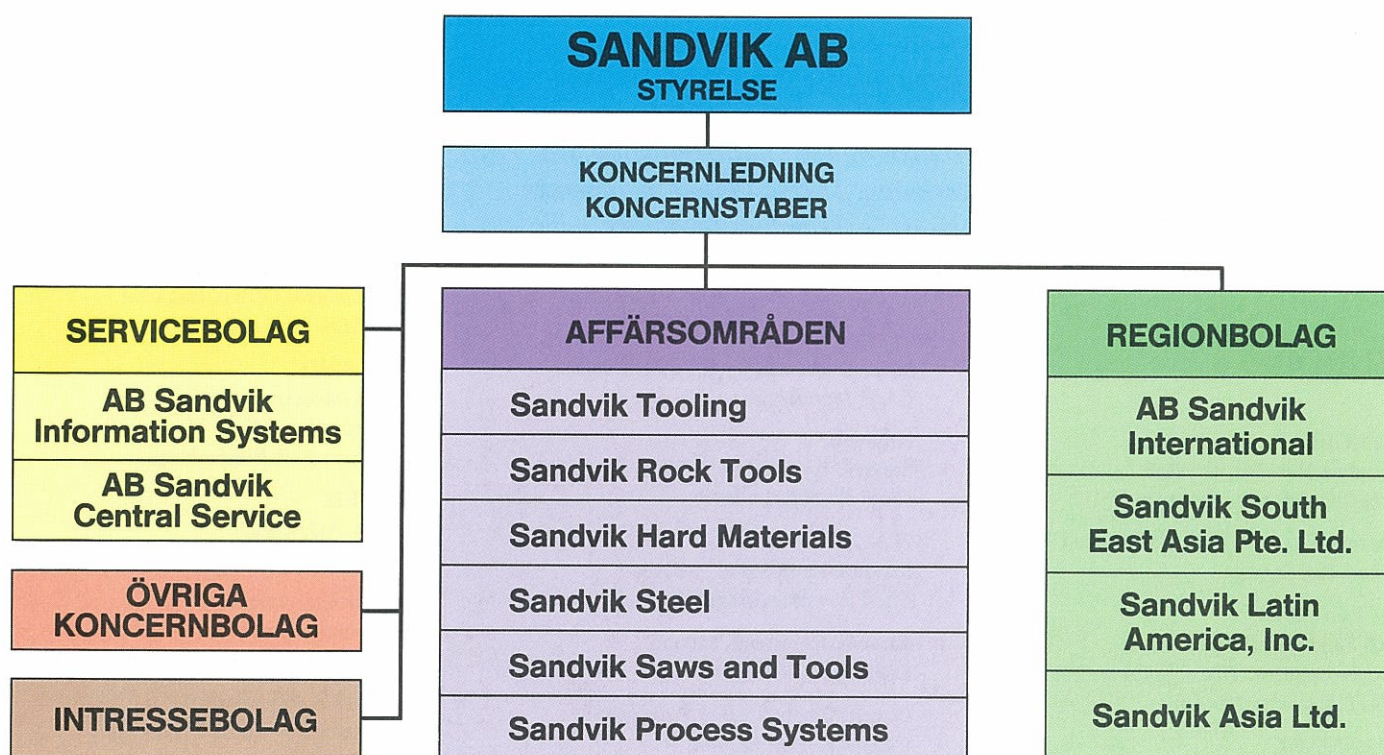 SANDVIK AB
STYRELSE
KONCERNLEDNING
KONCERNSTABER
SERVICEBOLAG
AB Sandvik
Information Systems
AB Sandvik
Central Service
ÖVRIGA
KONCERNBOLAG
INTRESSEBOLAG
AFFÄRSOMRÅDEN
Sandvik Tooling
Sandvik Rock Tools
Sandvik Hard Materials
Sandvik Steel
Sandvik Saws and Tools
Sandvik Process Systems
REGIONBOLAG
AB Sandvik
International
Sandvik South
East Asia Pte. Ltd.
Sandvik Latin
America, Inc.
Sandvik Asia Ltd.